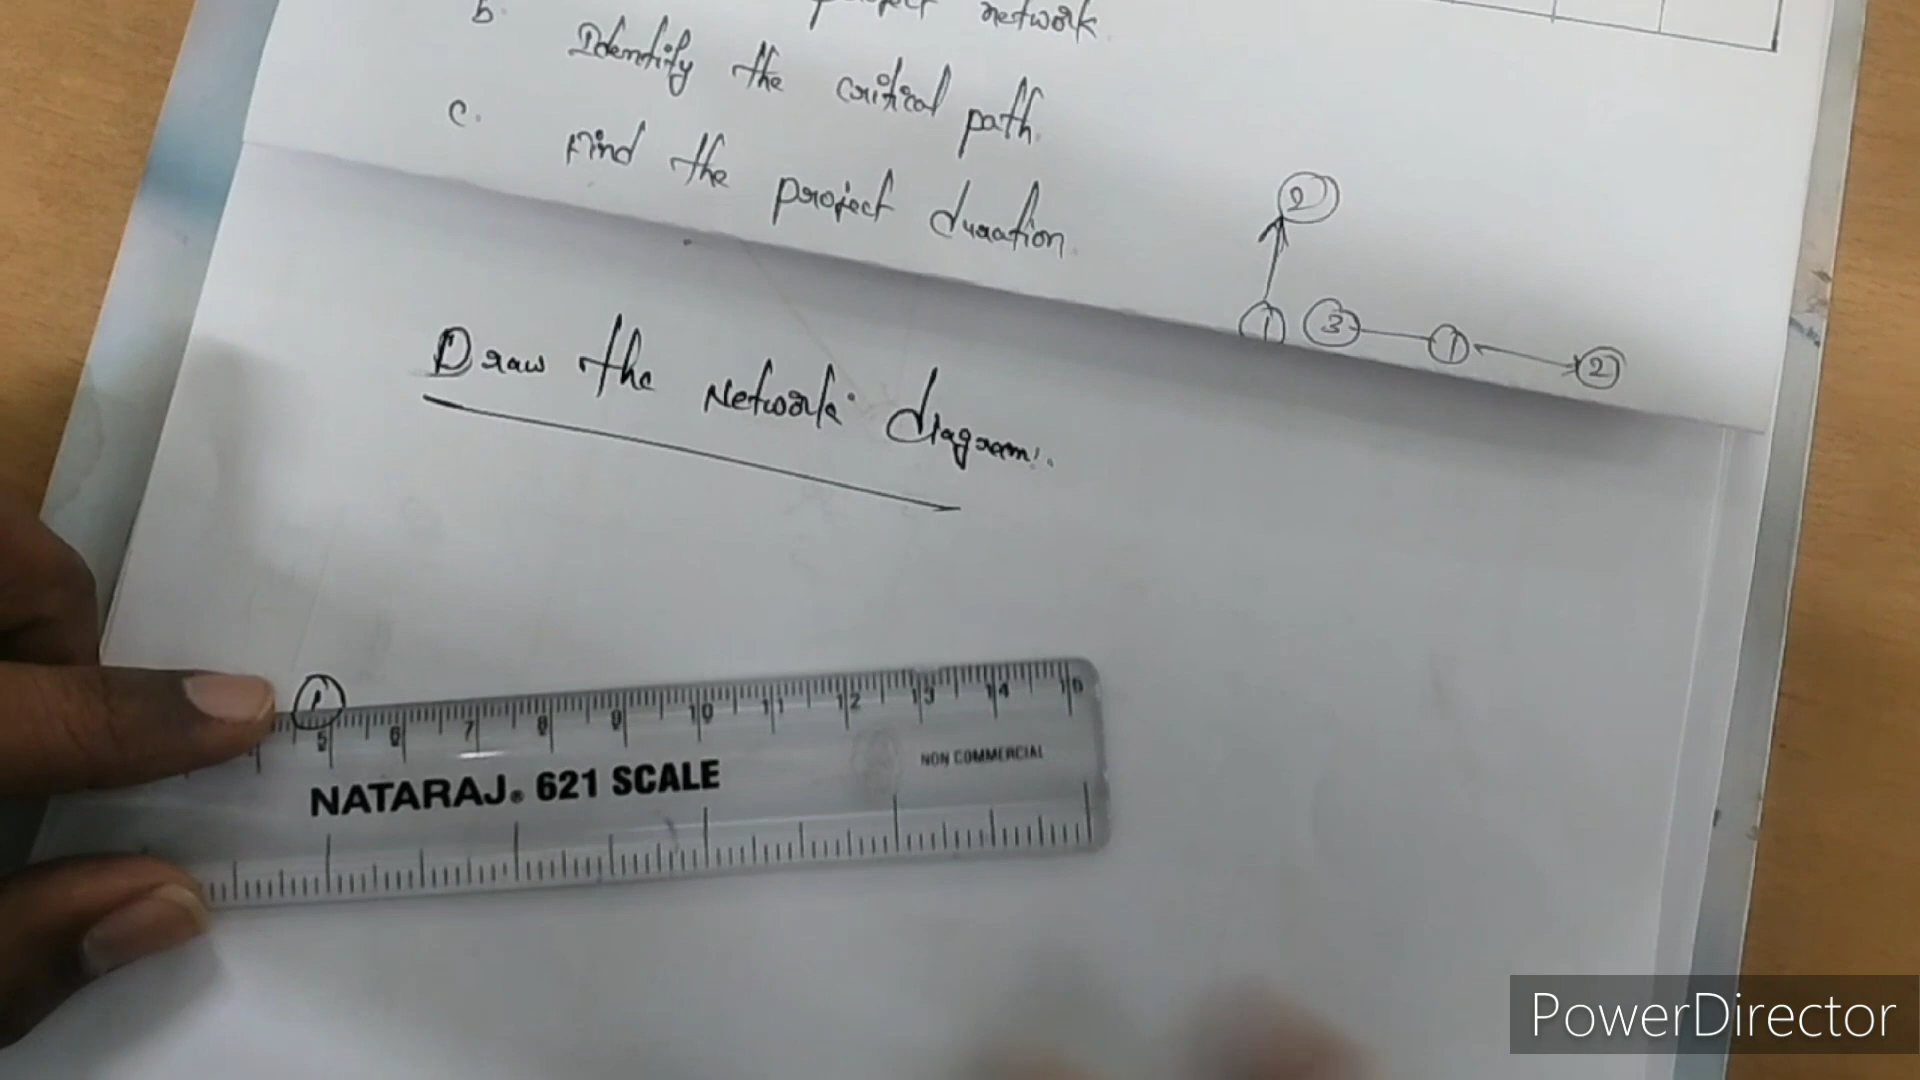 project network
b. Identify the critical path.
c. Find the project duration.
2
1 3 1 2
Draw the Network diagram:.
1
5 6 7 8 9 10 11 12 13 14 15
NATARAJ. 621 SCALE
NON COMMERCIAL
PowerDirector